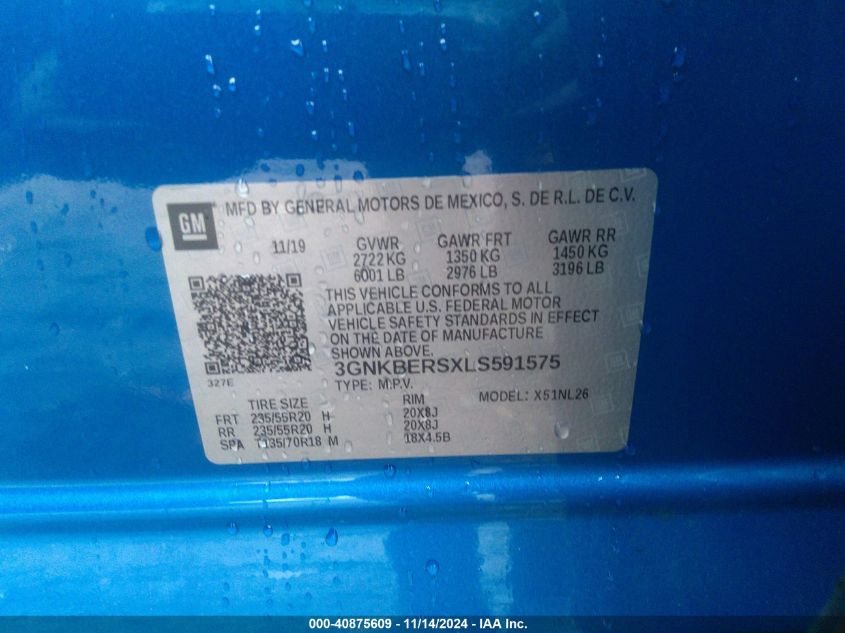 GM
MFD BY GENERAL MOTORS DE MEXICO, S. DE R.L. DE C.V.
11/19 GVWR GAWR FRT GAWR RR
2722 KG 1350 KG 1450 KG
6001 LB 2976 LB 3196 LB
THIS VEHICLE CONFORMS TO ALL
APPLICABLE U.S. FEDERAL MOTOR
VEHICLE SAFETY STANDARDS IN EFFECT
ON THE DATE OF MANUFACTURE
SHOWN ABOVE.
3GNKBERSXLS591575
327E
TYPE: M.P.V. MODEL: X51NL26
TIRE SIZE RIM
FRT 235/55R20 H 20X8J
RR 235/55R20 H 20X8J
SPA T135/70R18 M 18X4.5B
000-40875609 - 11/14/2024 - IAA Inc.